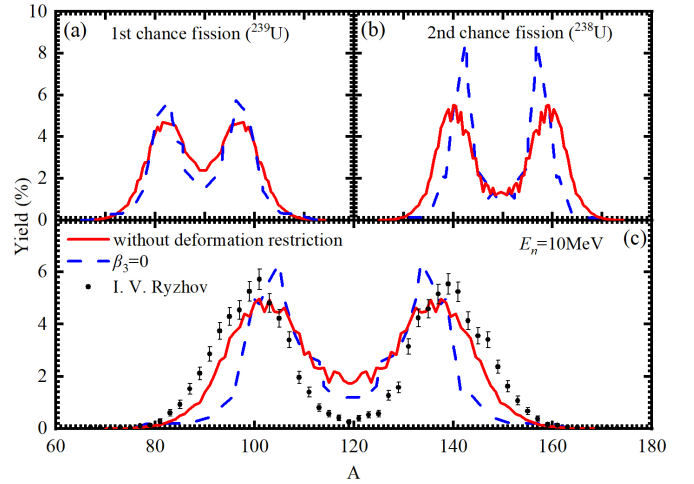 (a) 1st chance fission (²³⁹U)
(b) 2nd chance fission (²³⁸U)
10
8
6
4
2
0
Yield (%)
without deformation restriction
β₃=0
I. V. Ryzhov
Eₙ=10MeV (c)
8
6
4
2
0
60 80 100 120 140 160 180
A